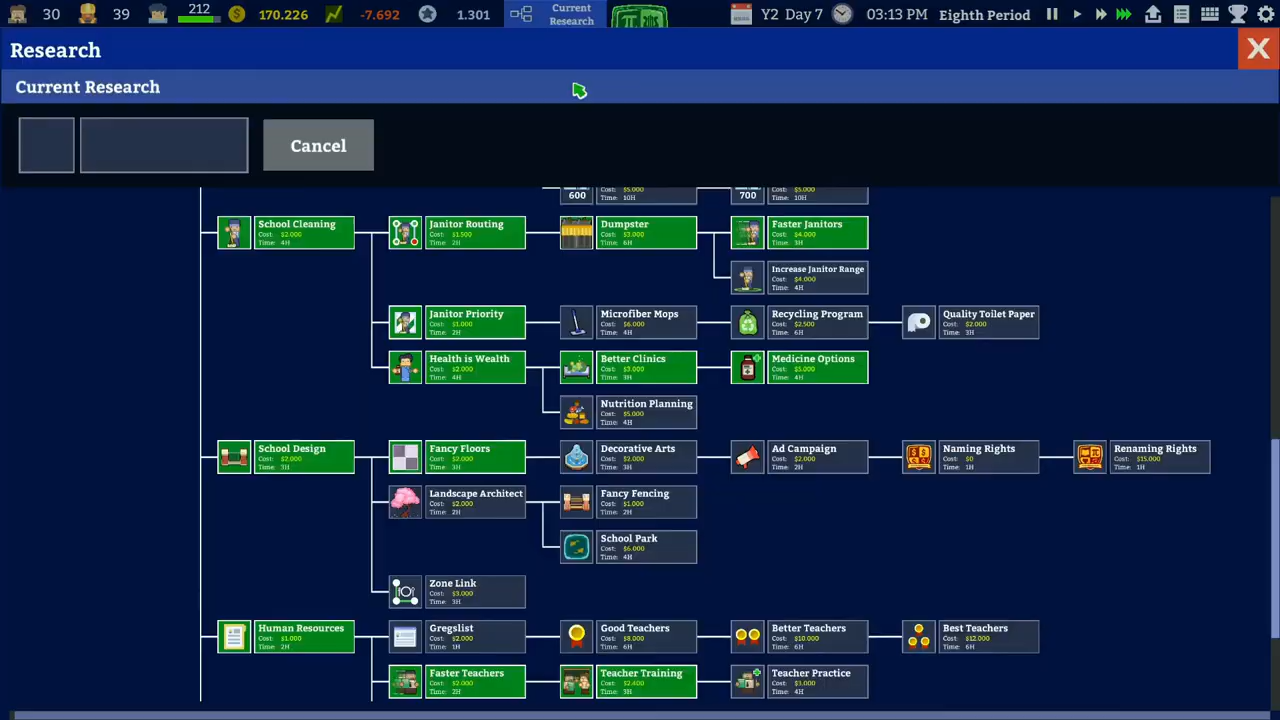 30 39 212 170.226 -7.692 1.301 Current Research Y2 Day 7 03:13 PM Eighth Period
Research
Current Research
Cancel
600 Cost: $5.000 Time: 10H 700 Cost: $5.000 Time: 10H
School Cleaning Cost: $2.000 Time: 4H
Janitor Routing Cost: $1.500 Time: 2H
Dumpster Cost: $3.000 Time: 6H
Faster Janitors Cost: $4.000 Time: 3H
Increase Janitor Range Cost: $4.000 Time: 4H
Janitor Priority Cost: $1.000 Time: 2H
Microfiber Mops Cost: $6.000 Time: 4H
Recycling Program Cost: $2.500 Time: 6H
Quality Toilet Paper Cost: $2.000 Time: 3H
Health is Wealth Cost: $2.000 Time: 4H
Better Clinics Cost: $3.000 Time: 3H
Medicine Options Cost: $5.000 Time: 4H
Nutrition Planning Cost: $5.000 Time: 4H
School Design Cost: $2.000 Time: 3H
Fancy Floors Cost: $2.000 Time: 3H
Decorative Arts Cost: $2.000 Time: 3H
Ad Campaign Cost: $2.000 Time: 2H
Naming Rights Cost: $0 Time: 1H
Renaming Rights Cost: $15.000 Time: 1H
Landscape Architect Cost: $2.000 Time: 2H
Fancy Fencing Cost: $1.000 Time: 2H
School Park Cost: $6.000 Time: 4H
Zone Link Cost: $3.000 Time: 3H
Human Resources Cost: $1.000 Time: 2H
Gregslist Cost: $2.000 Time: 1H
Good Teachers Cost: $8.000 Time: 6H
Better Teachers Cost: $10.000 Time: 6H
Best Teachers Cost: $12.000 Time: 6H
Faster Teachers Cost: $2.000 Time: 2H
Teacher Training Cost: $2.400 Time: 3H
Teacher Practice Cost: $3.000 Time: 4H